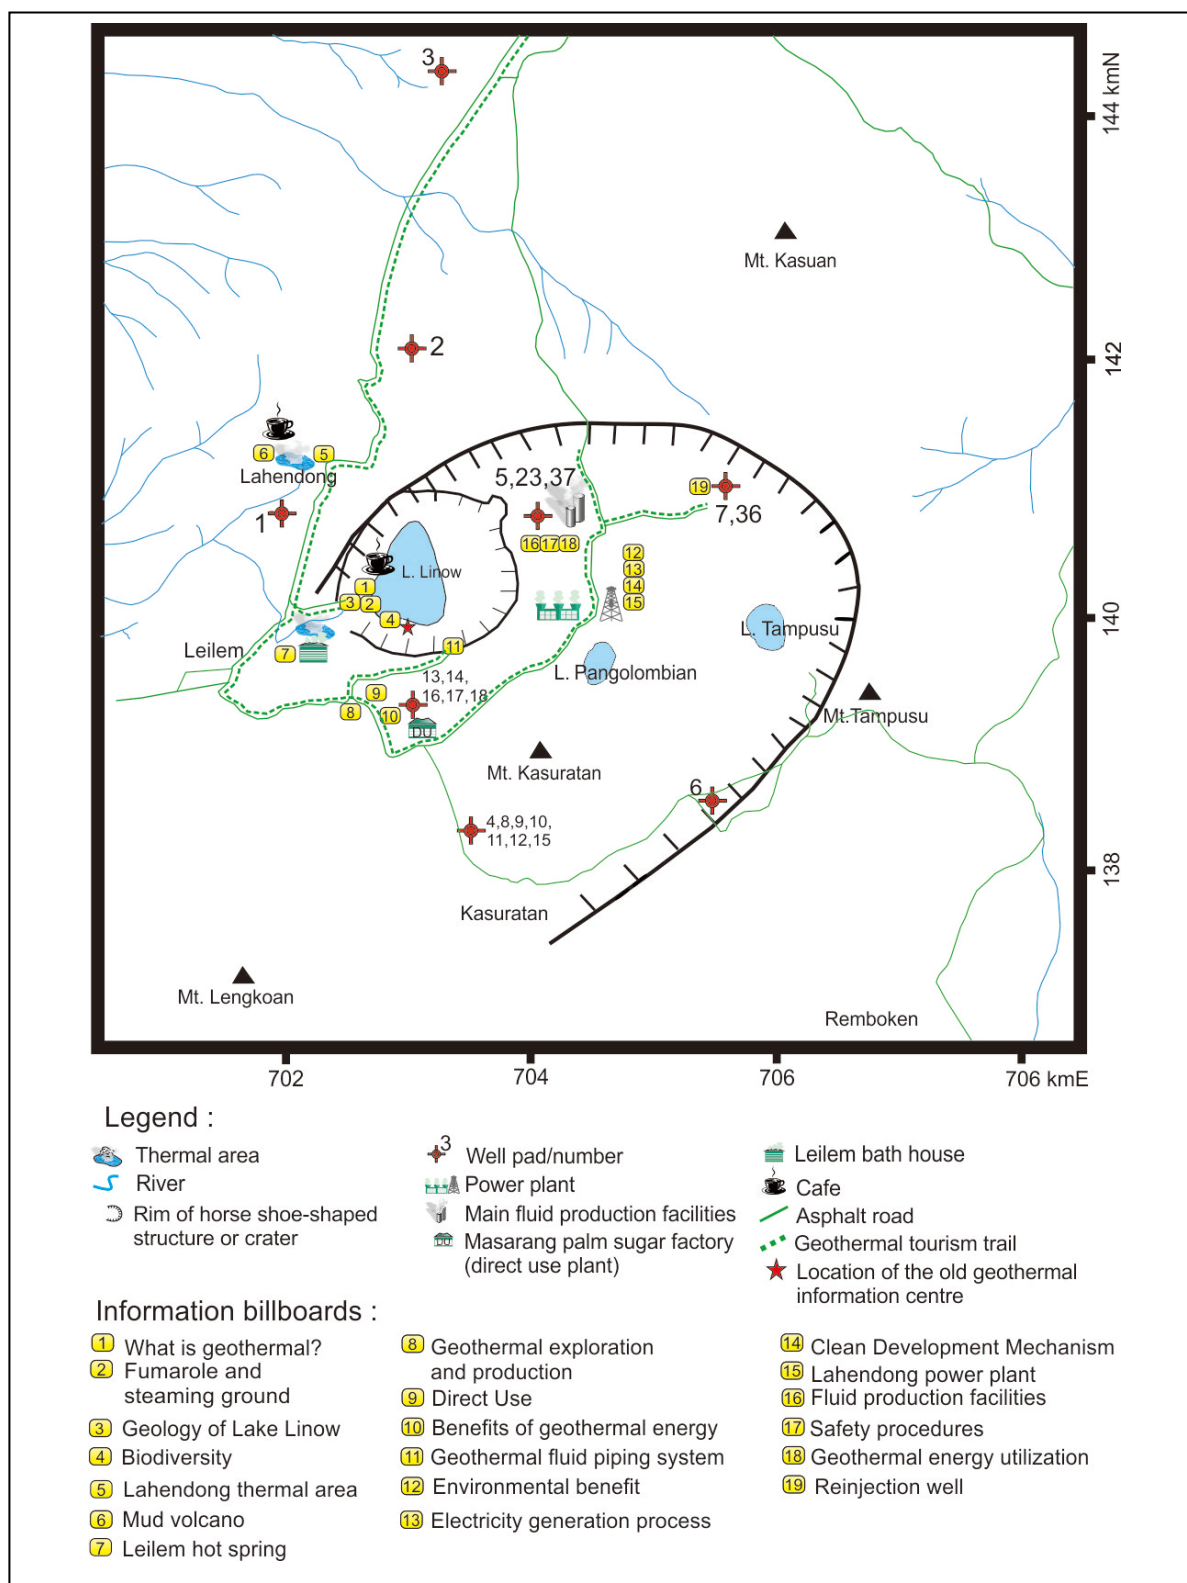 3
144 kmN
Mt. Kasuan
2
142
6
5
Lahendong
5,23,37
19
7,36
1
16 17 18
12
13
14
15
L. Linow
1
3 2
4
140
L. Tampusu
Leilem
7
11
L. Pangolombian
13,14,
16,17,18
9
8
10
DU
Mt.Tampusu
Mt. Kasuratan
6
4,8,9,10,
11,12,15
138
Kasuratan
Mt. Lengkoan
Remboken
702
704
706
706 kmE
Legend :
Thermal area
River
Rim of horse shoe-shaped
structure or crater
3
Well pad/number
Power plant
Main fluid production facilities
DU
Masarang palm sugar factory
(direct use plant)
Leilem bath house
Cafe
Asphalt road
Geothermal tourism trail
Location of the old geothermal
information centre
Information billboards :
1 What is geothermal?
2 Fumarole and
steaming ground
3 Geology of Lake Linow
4 Biodiversity
5 Lahendong thermal area
6 Mud volcano
7 Leilem hot spring
8 Geothermal exploration
and production
9 Direct Use
10 Benefits of geothermal energy
11 Geothermal fluid piping system
12 Environmental benefit
13 Electricity generation process
14 Clean Development Mechanism
15 Lahendong power plant
16 Fluid production facilities
17 Safety procedures
18 Geothermal energy utilization
19 Reinjection well